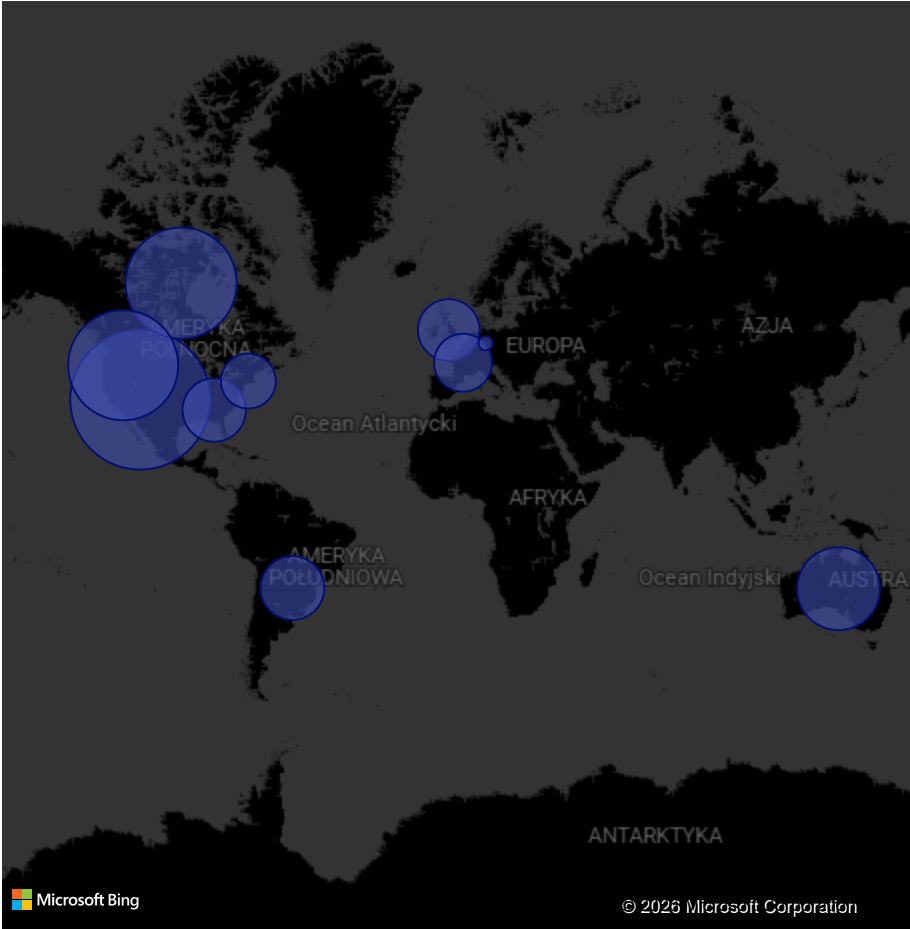 AMERYKA
PÓŁNOCNA
AZJA
EUROPA
Ocean Atlantycki
AFRYKA
AMERYKA
POŁUDNIOWA
Ocean Indyjski
AUSTRA
ANTARKTYKA
Microsoft Bing
© 2026 Microsoft Corporation